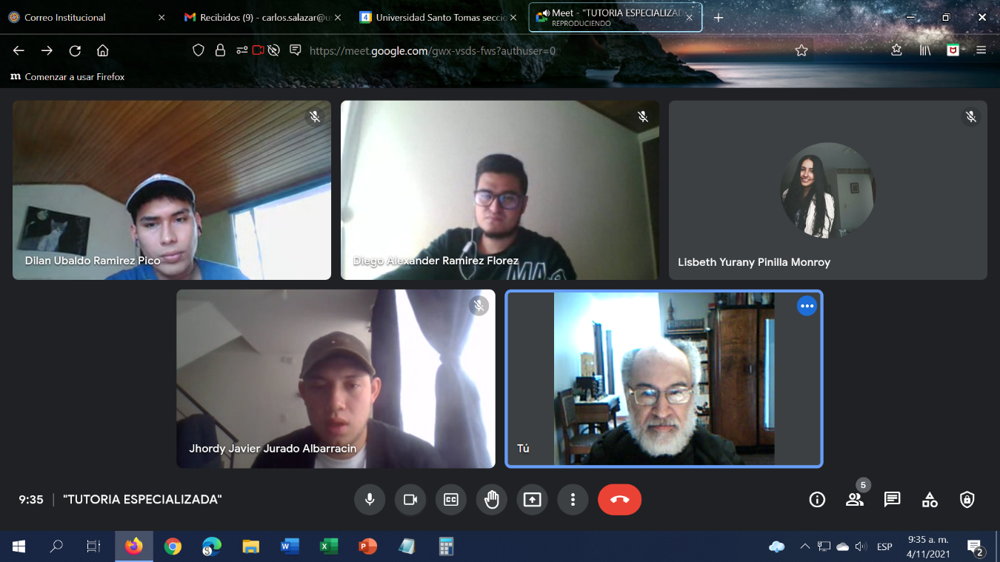 Correo Institucional
Recibidos (9) - carlos.salazar@u
Universidad Santo Tomas secci
Meet - "TUTORIA ESPECIALIZAD
REPRODUCIENDO
https://meet.google.com/gwx-vsds-fws?authuser=0
m Comenzar a usar Firefox
Dilan Ubaldo Ramirez Pico
Diego Alexander Ramirez Florez
Lisbeth Yurany Pinilla Monroy
Jhordy Javier Jurado Albarracin
Tú
9:35 | "TUTORIA ESPECIALIZADA"
5
ESP
9:35 a. m.
4/11/2021
2